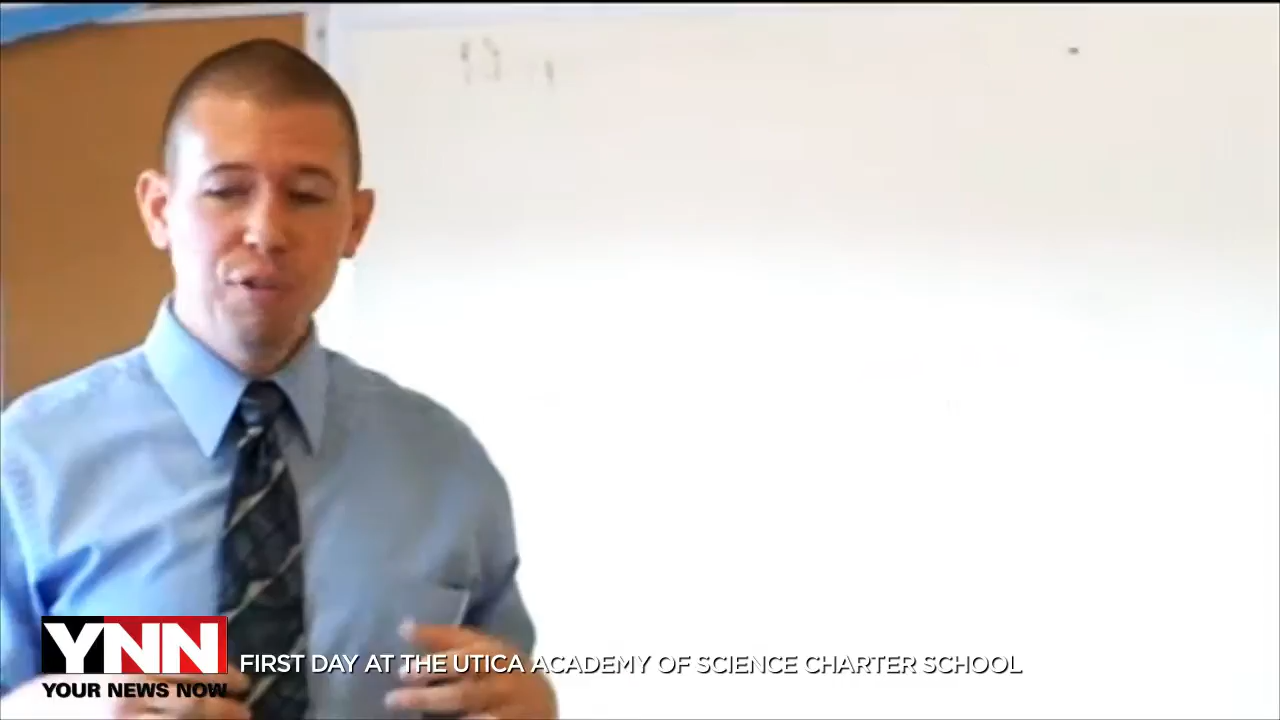 YNN
YOUR NEWS NOW
FIRST DAY AT THE UTICA ACADEMY OF SCIENCE CHARTER SCHOOL